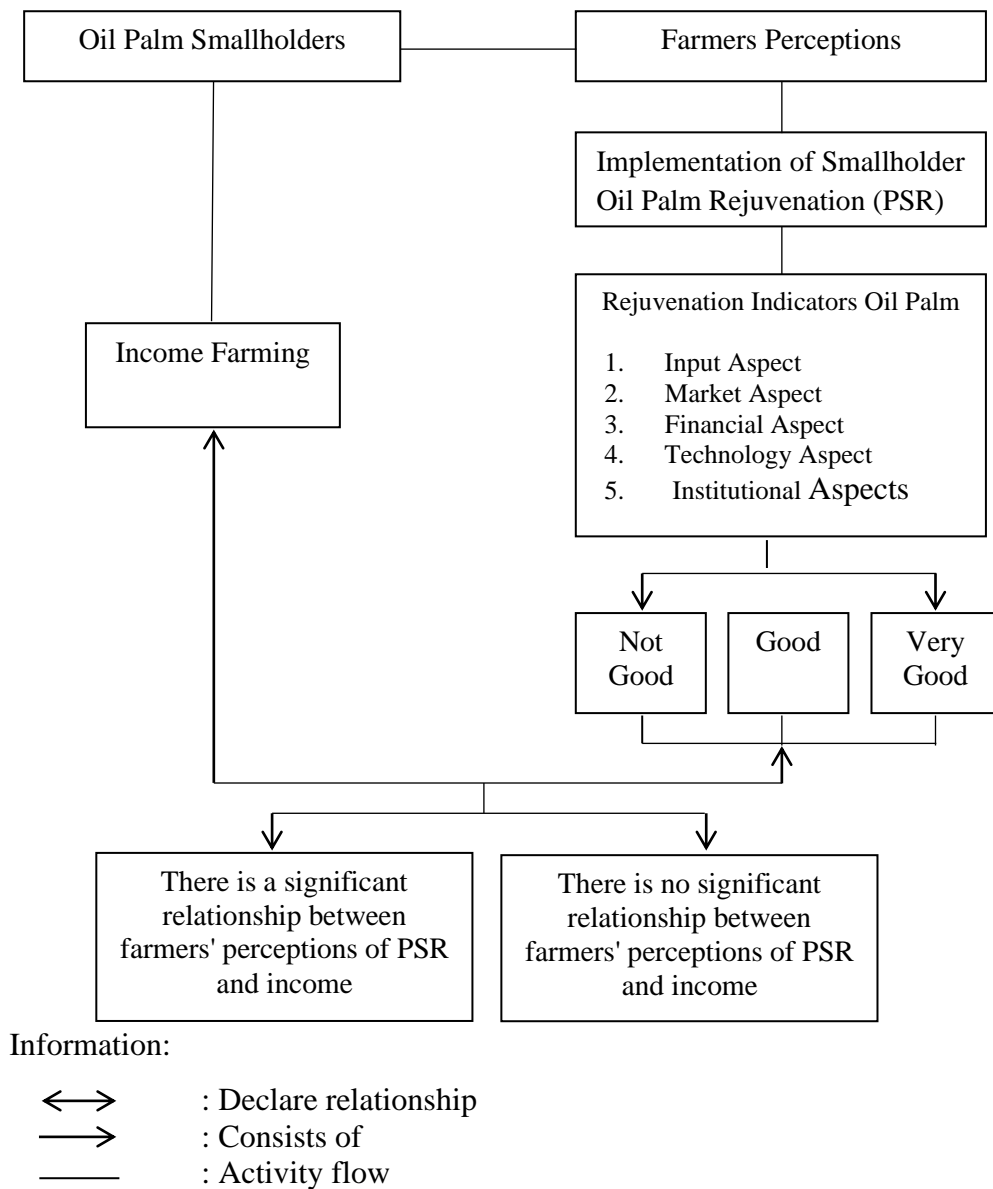 Oil Palm Smallholders
Farmers Perceptions
Implementation of Smallholder
Oil Palm Rejuvenation (PSR)
Rejuvenation Indicators Oil Palm
1. Input Aspect
2. Market Aspect
3. Financial Aspect
4. Technology Aspect
5. Institutional Aspects
Income Farming
Not
Good
Good
Very
Good
There is a significant
relationship between
farmers' perceptions of PSR
and income
There is no significant
relationship between
farmers' perceptions of PSR
and income
Information:
: Declare relationship
: Consists of
: Activity flow